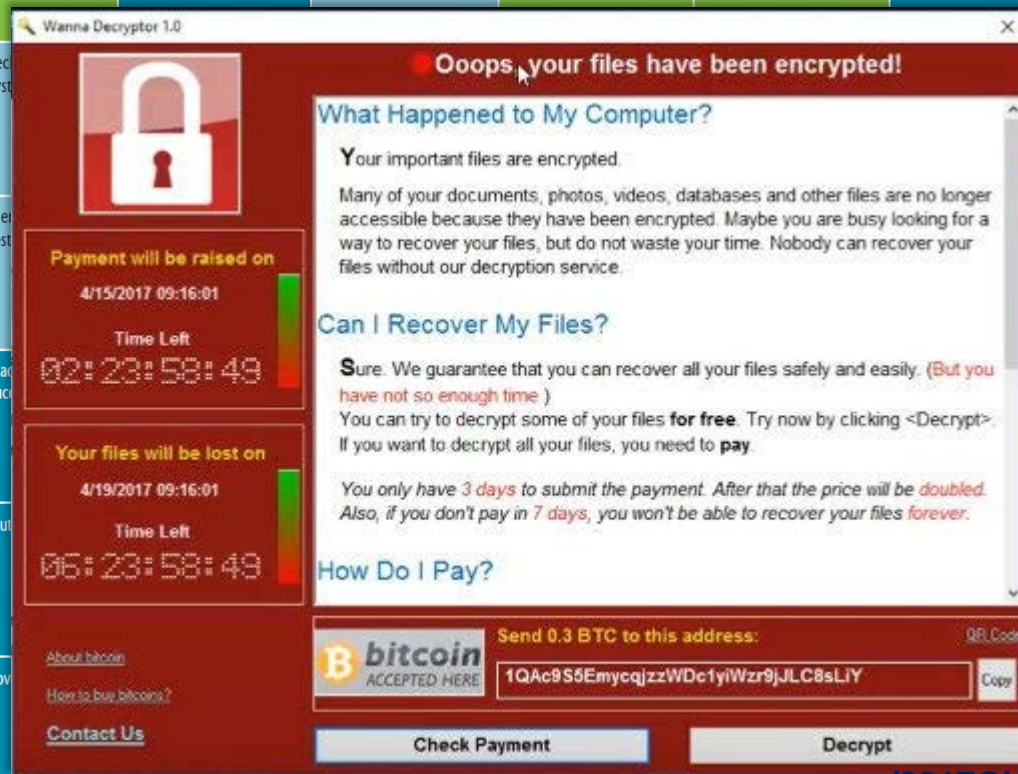 Wanna Decryptor 1.0
Ooops, your files have been encrypted!
What Happened to My Computer?
Your important files are encrypted.
Many of your documents, photos, videos, databases and other files are no longer
accessible because they have been encrypted. Maybe you are busy looking for a
way to recover your files, but do not waste your time. Nobody can recover your
files without our decryption service.
Can I Recover My Files?
Sure. We guarantee that you can recover all your files safely and easily. (But you
have not so enough time.)
You can try to decrypt some of your files for free. Try now by clicking <Decrypt>.
If you want to decrypt all your files, you need to pay.
You only have 3 days to submit the payment. After that the price will be doubled.
Also, if you don't pay in 7 days, you won't be able to recover your files forever.
How Do I Pay?
Payment will be raised on
4/15/2017 09:16:01
Time Left
02:23:58:49
Your files will be lost on
4/19/2017 09:16:01
Time Left
06:23:58:49
About bitcoin
How to buy bitcoins?
Contact Us
bitcoin
ACCEPTED HERE
Send 0.3 BTC to this address:
QR Code
1QAc9S5EmycqjzzWDc1yiWzr9jJLC8sLiY
Copy
Check Payment
Decrypt